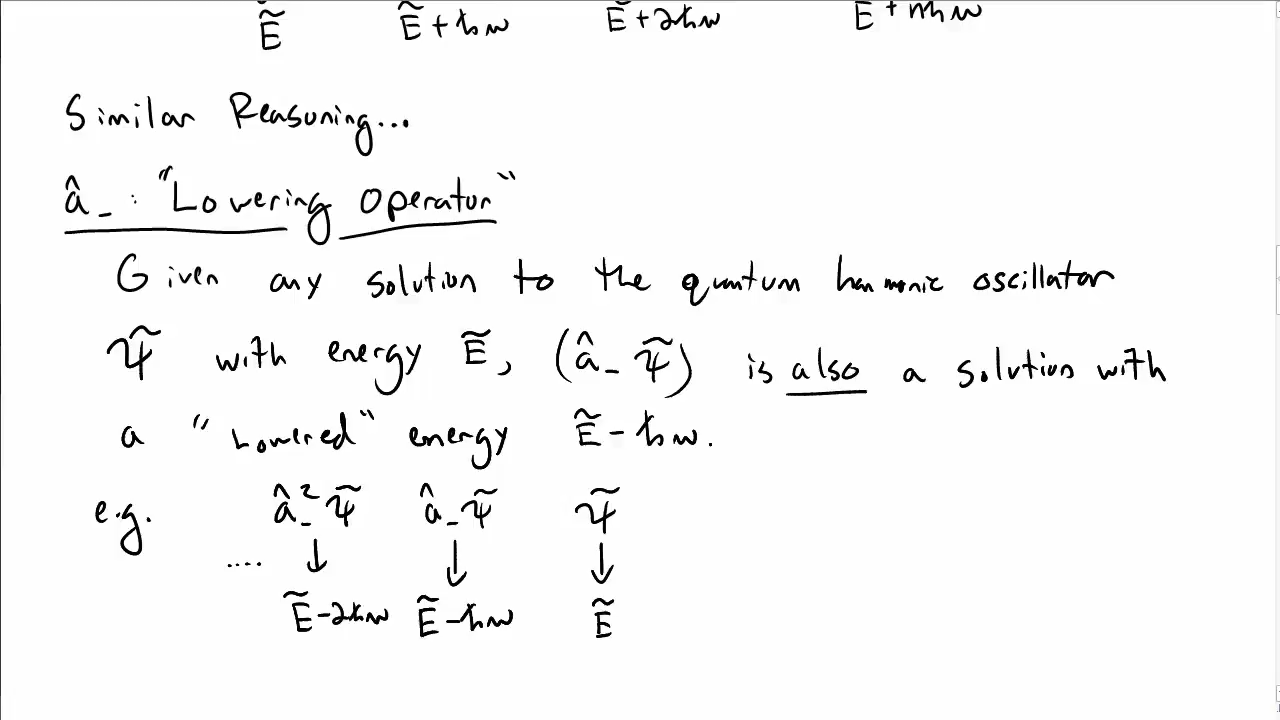 Ẽ Ẽ + ħω Ẽ + 2ħω Ẽ + nħω
Similar Reasoning...
â₋ : "Lowering Operator"
Given any solution to the quantum harmonic oscillator
Ψ̃ with energy Ẽ, (â₋ Ψ̃) is also a solution with
a "Lowered" energy Ẽ - ħω.
e.g. â₋² Ψ̃ â₋ Ψ̃ Ψ̃
.... ↓ ↓ ↓
Ẽ - 2ħω Ẽ - ħω Ẽ